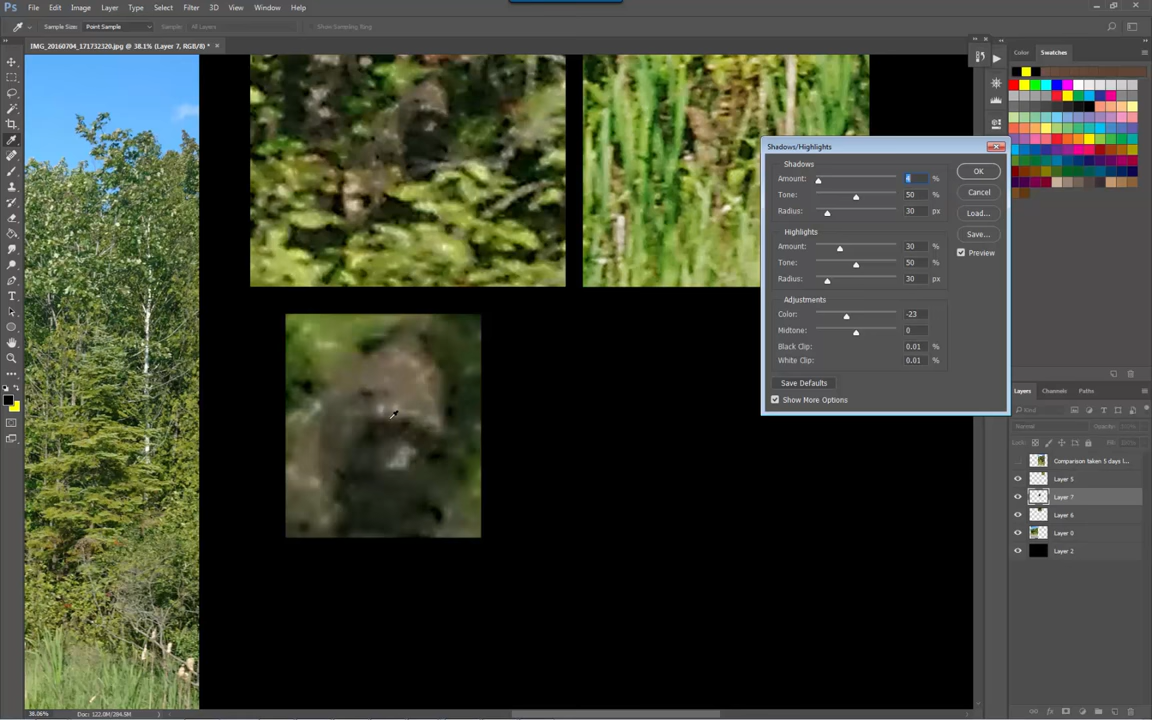 Ps File Edit Image Layer Type Select Filter 3D View Window Help
Sample Size: Point Sample Sample: All Layers Show Sampling Ring
IMG_20160704_171732320.jpg @ 38.1% (Layer 7, RGB/8) *
Color Swatches
Shadows/Highlights
Shadows
Amount: 4 %
Tone: 50 %
Radius: 30 px
Highlights
Amount: 30 %
Tone: 50 %
Radius: 30 px
Adjustments
Color: -23
Midtone: 0
Black Clip: 0.01 %
White Clip: 0.01 %
Save Defaults
Show More Options
OK
Cancel
Load...
Save...
Preview
Layers Channels Paths
Kind
Normal Opacity: 100%
Lock: Fill:
Comparison taken 5 days l...
Layer 5
Layer 7
Layer 6
Layer 0
Layer 2
38.06% Doc: 122.0M/284.5M